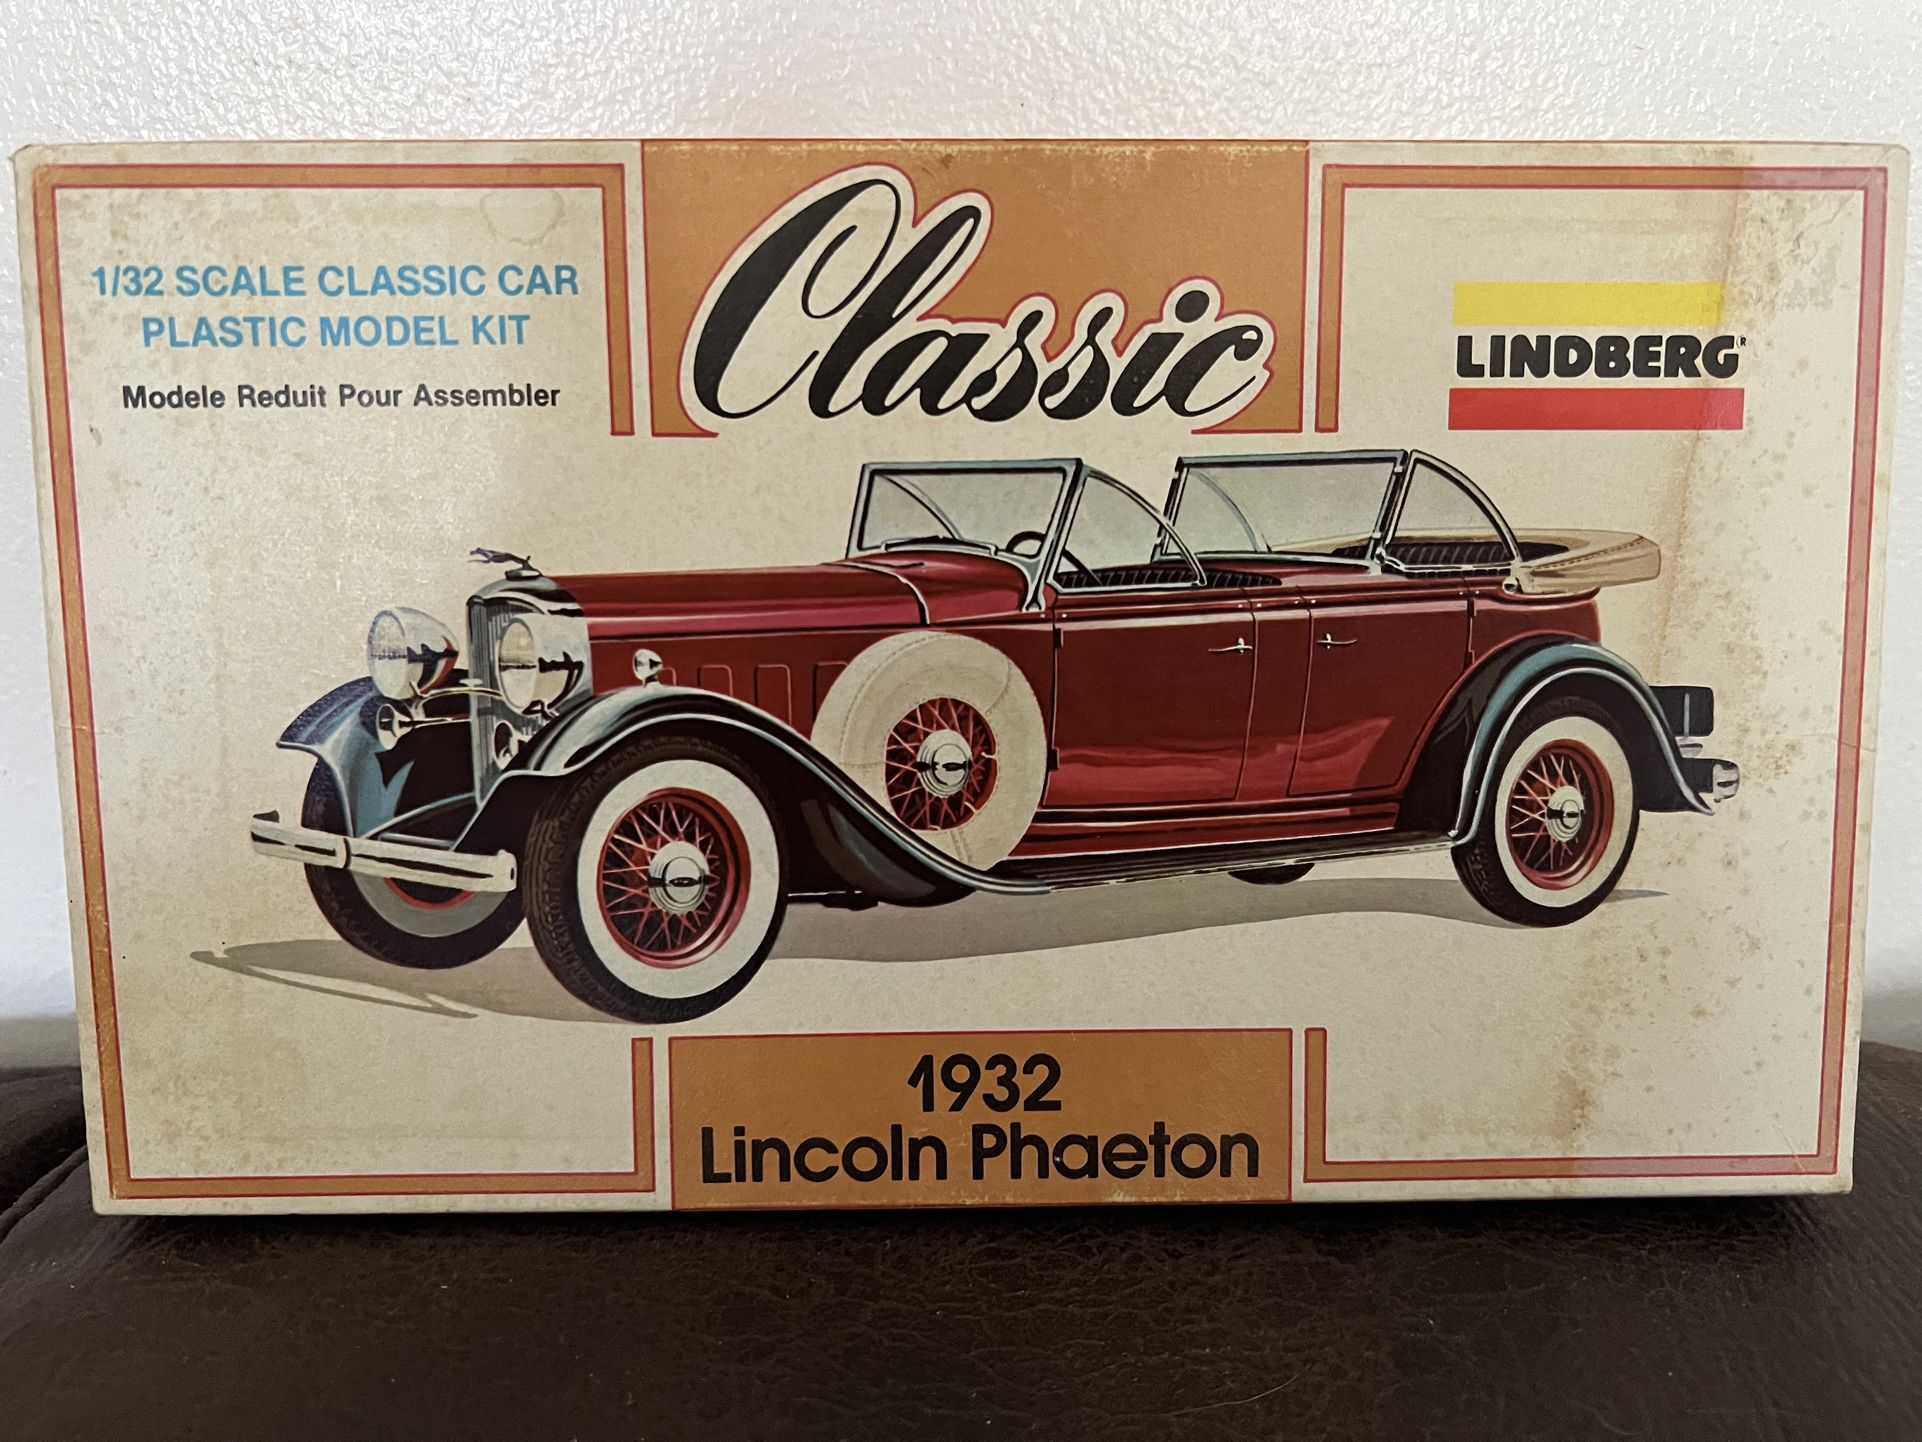 Classic
1/32 SCALE CLASSIC CAR
PLASTIC MODEL KIT
Modele Reduit Pour Assembler
LINDBERG®
1932
Lincoln Phaeton